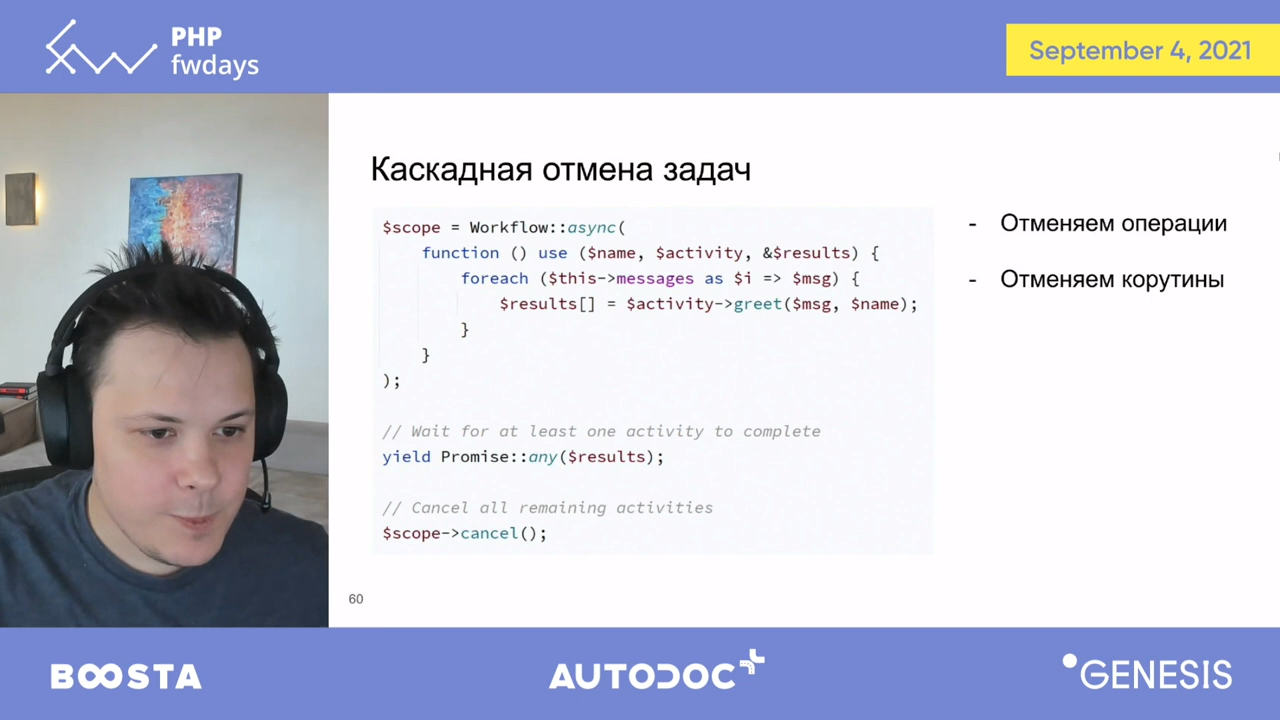 PHP
fwdays
September 4, 2021
Каскадная отмена задач
$scope = Workflow::async(
function () use ($name, $activity, &$results) {
foreach ($this->messages as $i => $msg) {
$results[] = $activity->greet($msg, $name);
}
}
);
// Wait for at least one activity to complete
yield Promise::any($results);
// Cancel all remaining activities
$scope->cancel();
- Отменяем операции
- Отменяем корутины
60
BOOSTA
AUTODOC
GENESIS